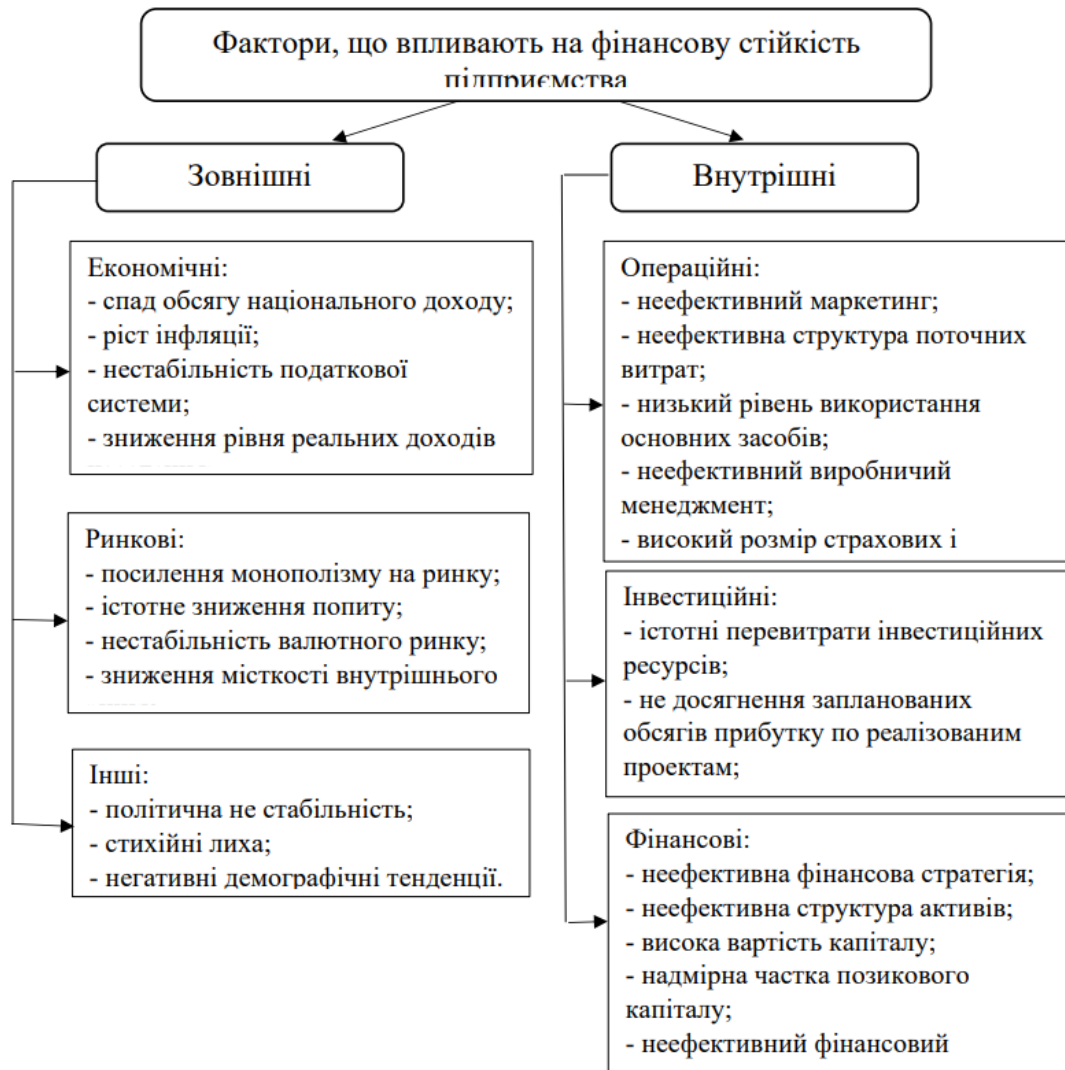 Фактори, що впливають на фінансову стійкість
підприємства
Зовнішні
Економічні:
- спад обсягу національного доходу;
- ріст інфляції;
- нестабільність податкової
системи;
- зниження рівня реальних доходів
Ринкові:
- посилення монополізму на ринку;
- істотне зниження попиту;
- нестабільність валютного ринку;
- зниження місткості внутрішнього
Інші:
- політична не стабільність;
- стихійні лиха;
- негативні демографічні тенденції.
Внутрішні
Операційні:
- неефективний маркетинг;
- неефективна структура поточних
витрат;
- низький рівень використання
основних засобів;
- неефективний виробничий
менеджмент;
- високий розмір страхових і
Інвестиційні:
- істотні перевитрати інвестиційних
ресурсів;
- не досягнення запланованих
обсягів прибутку по реалізованим
проектам;
Фінансові:
- неефективна фінансова стратегія;
- неефективна структура активів;
- висока вартість капіталу;
- надмірна частка позикового
капіталу;
- неефективний фінансовий